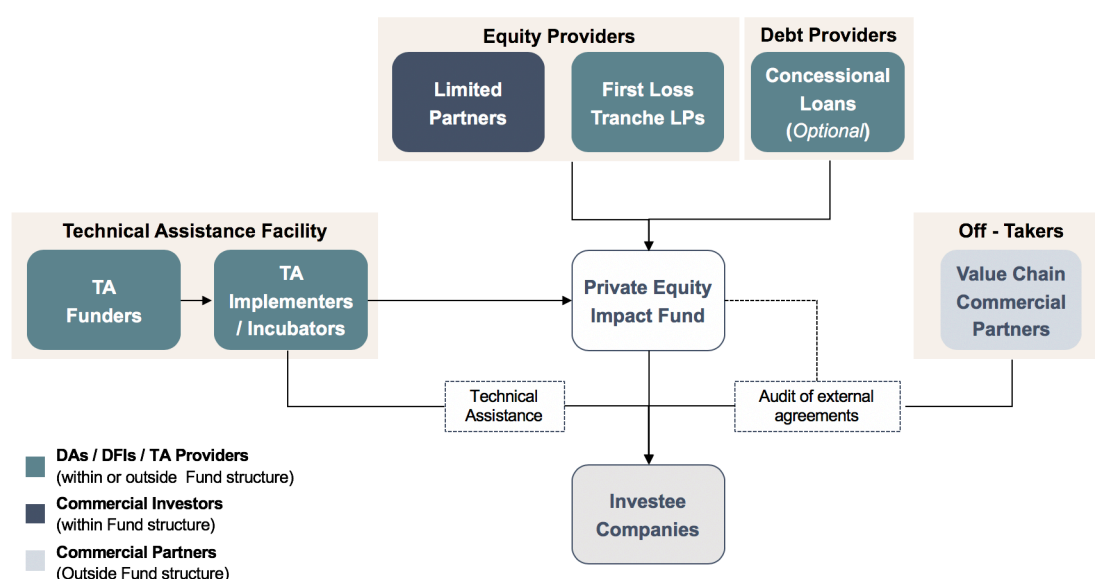 Equity Providers
Debt Providers
Limited
Partners
First Loss
Tranche LPs
Concessional
Loans
(Optional)
Technical Assistance Facility
Off - Takers
TA
Funders
TA
Implementers
/ Incubators
Private Equity
Impact Fund
Value Chain
Commercial
Partners
Technical
Assistance
Audit of external
agreements
DAs / DFIs / TA Providers
(within or outside Fund structure)
Commercial Investors
(within Fund structure)
Commercial Partners
(Outside Fund structure)
Investee
Companies